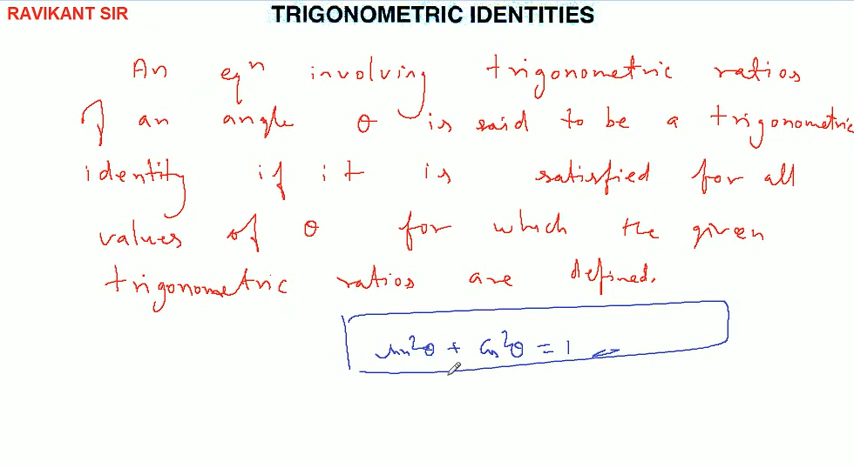 RAVIKANT SIR
TRIGONOMETRIC IDENTITIES
An eqⁿ involving trigonometric ratios
of an angle θ is said to be a trigonometric
identity if it is satisfied for all
values of θ for which the given
trigonometric ratios are defined.
sin²θ + cos²θ = 1